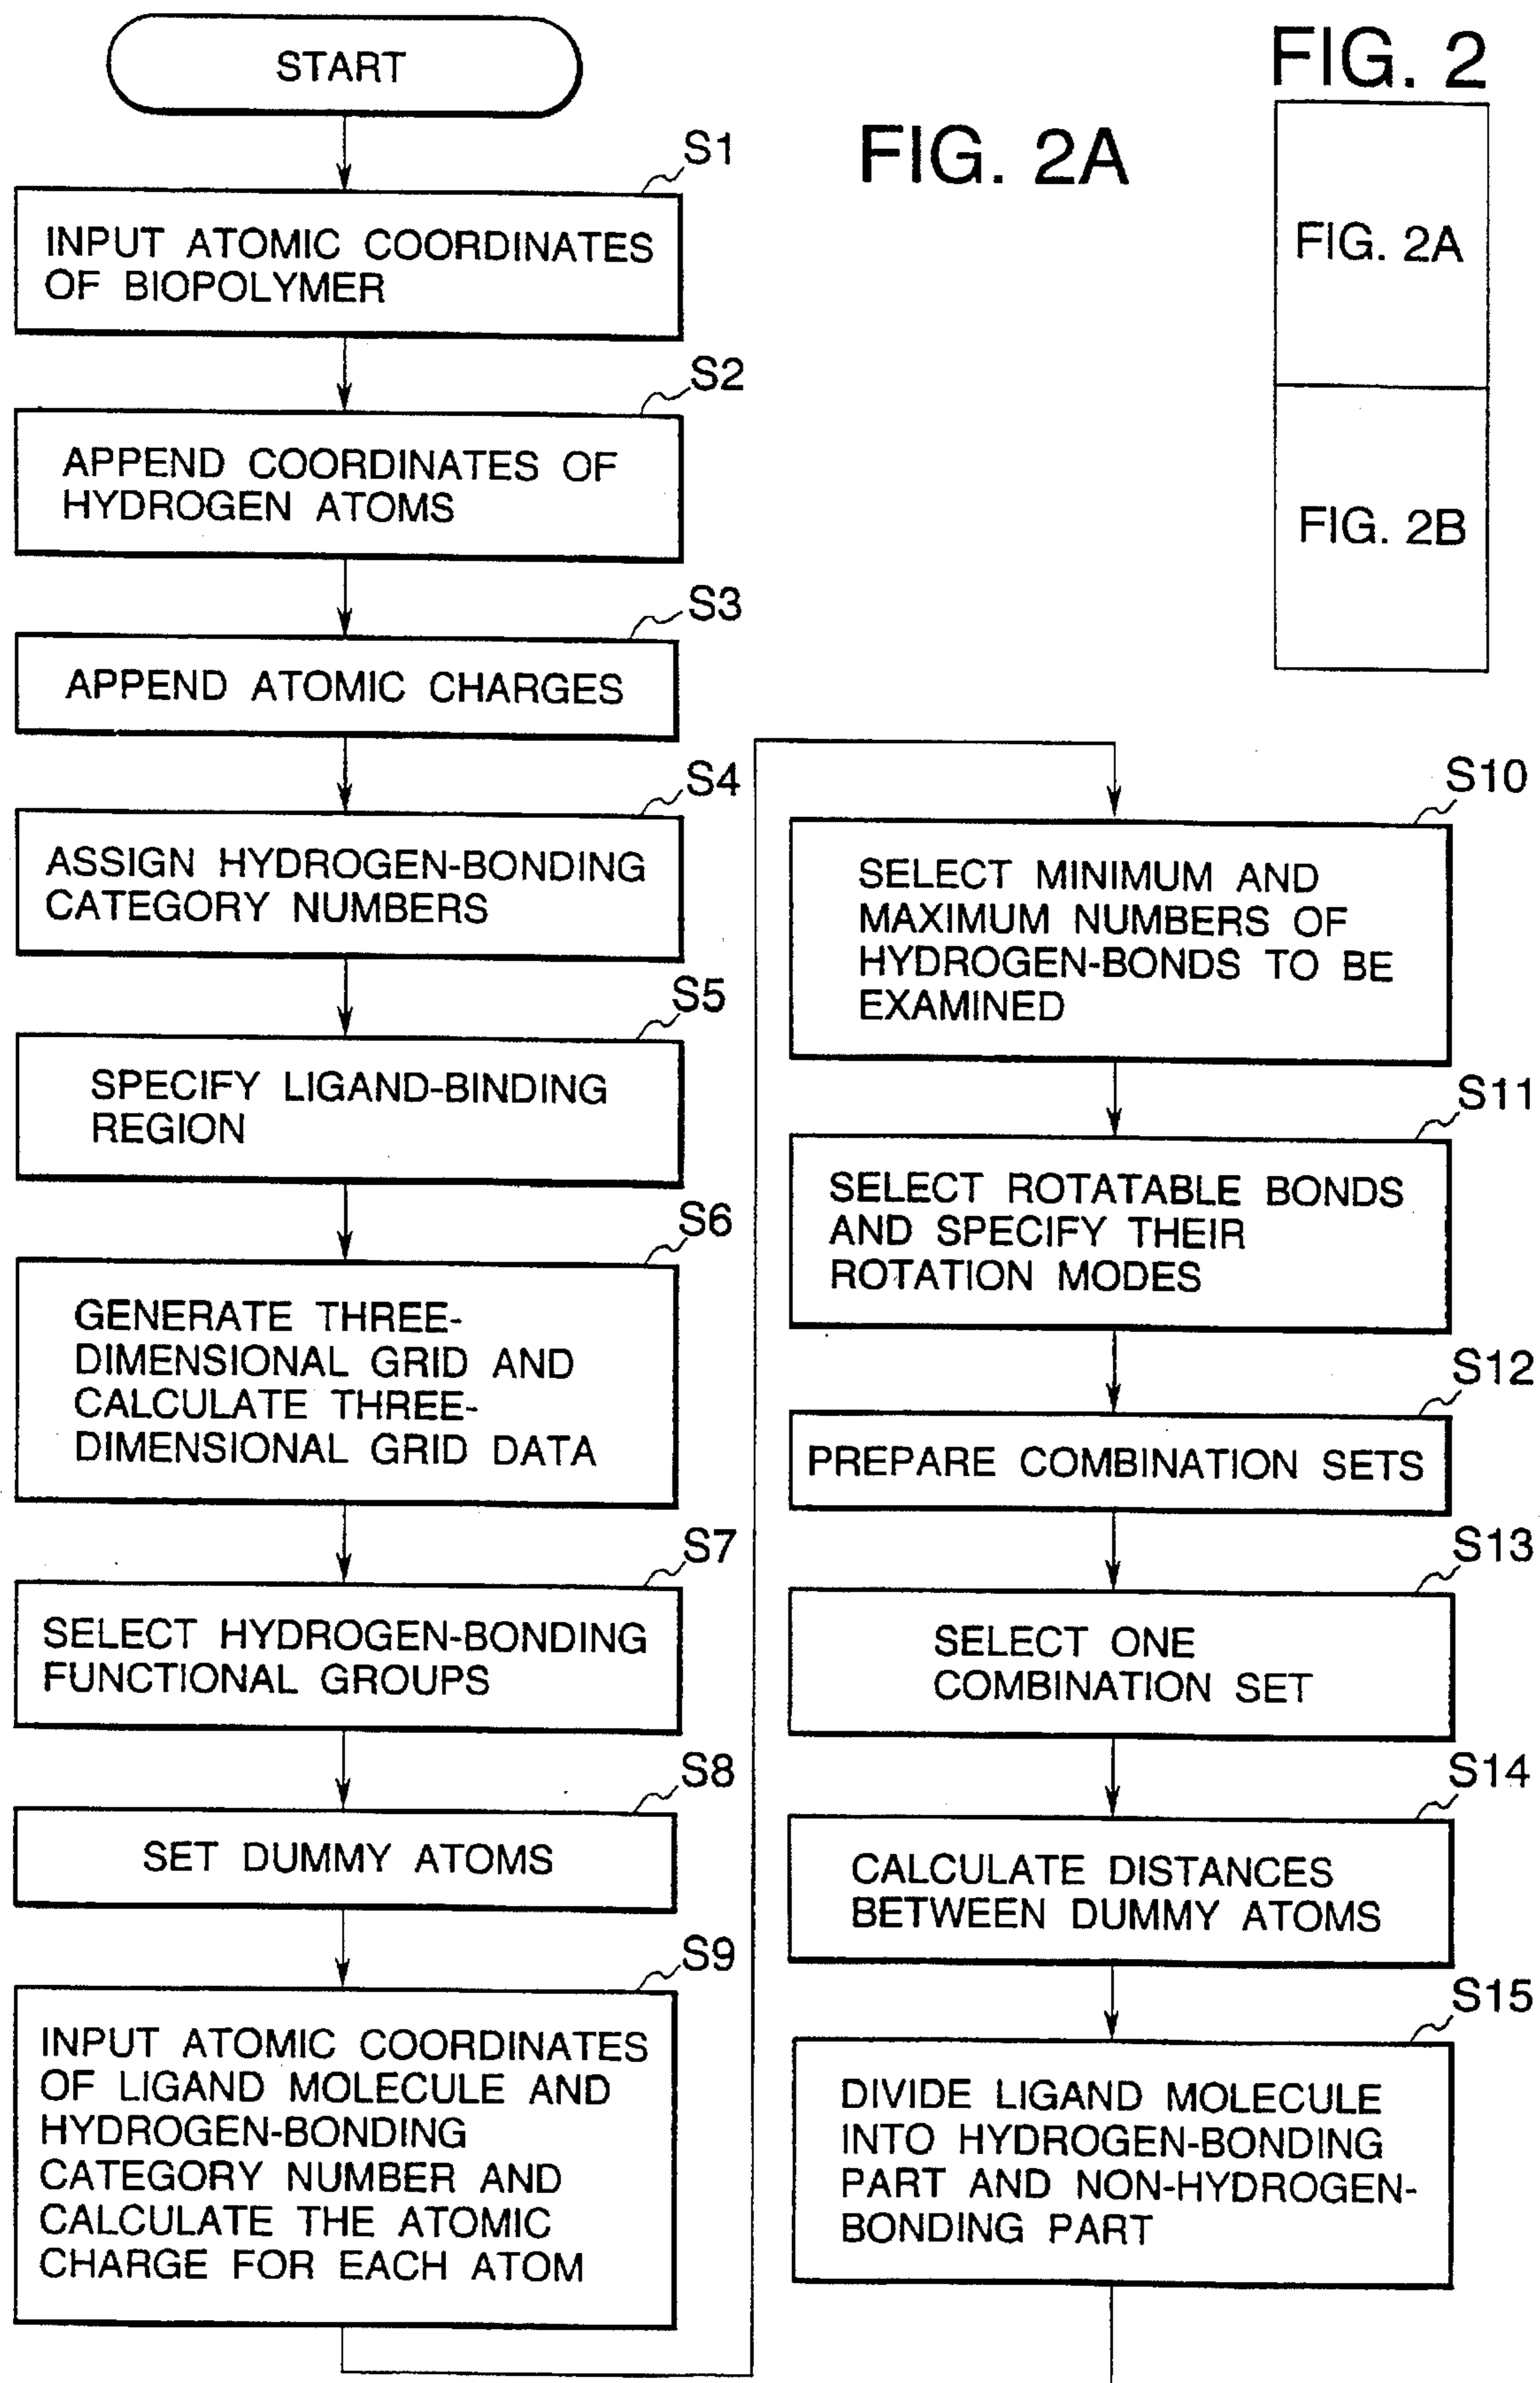 FIG. 2
FIG. 2A
FIG. 2B
FIG. 2A
START
S1
INPUT ATOMIC COORDINATES
OF BIOPOLYMER
S2
APPEND COORDINATES OF
HYDROGEN ATOMS
S3
APPEND ATOMIC CHARGES
S4
ASSIGN HYDROGEN-BONDING
CATEGORY NUMBERS
S5
SPECIFY LIGAND-BINDING
REGION
S6
GENERATE THREE-
DIMENSIONAL GRID AND
CALCULATE THREE-
DIMENSIONAL GRID DATA
S7
SELECT HYDROGEN-BONDING
FUNCTIONAL GROUPS
S8
SET DUMMY ATOMS
S9
INPUT ATOMIC COORDINATES
OF LIGAND MOLECULE AND
HYDROGEN-BONDING
CATEGORY NUMBER AND
CALCULATE THE ATOMIC
CHARGE FOR EACH ATOM
S10
SELECT MINIMUM AND
MAXIMUM NUMBERS OF
HYDROGEN-BONDS TO BE
EXAMINED
S11
SELECT ROTATABLE BONDS
AND SPECIFY THEIR
ROTATION MODES
S12
PREPARE COMBINATION SETS
S13
SELECT ONE
COMBINATION SET
S14
CALCULATE DISTANCES
BETWEEN DUMMY ATOMS
S15
DIVIDE LIGAND MOLECULE
INTO HYDROGEN-BONDING
PART AND NON-HYDROGEN-
BONDING PART